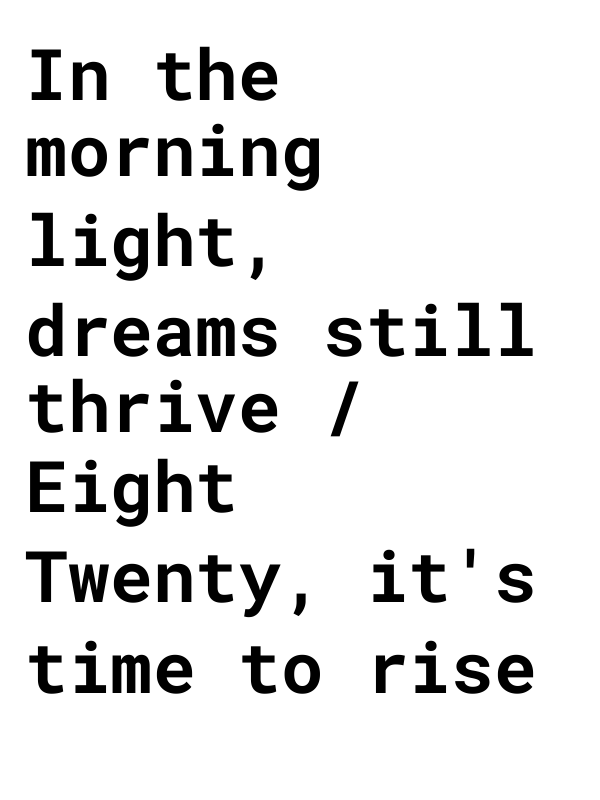 In the
morning
light,
dreams still
thrive /
Eight
Twenty, it's
time to rise